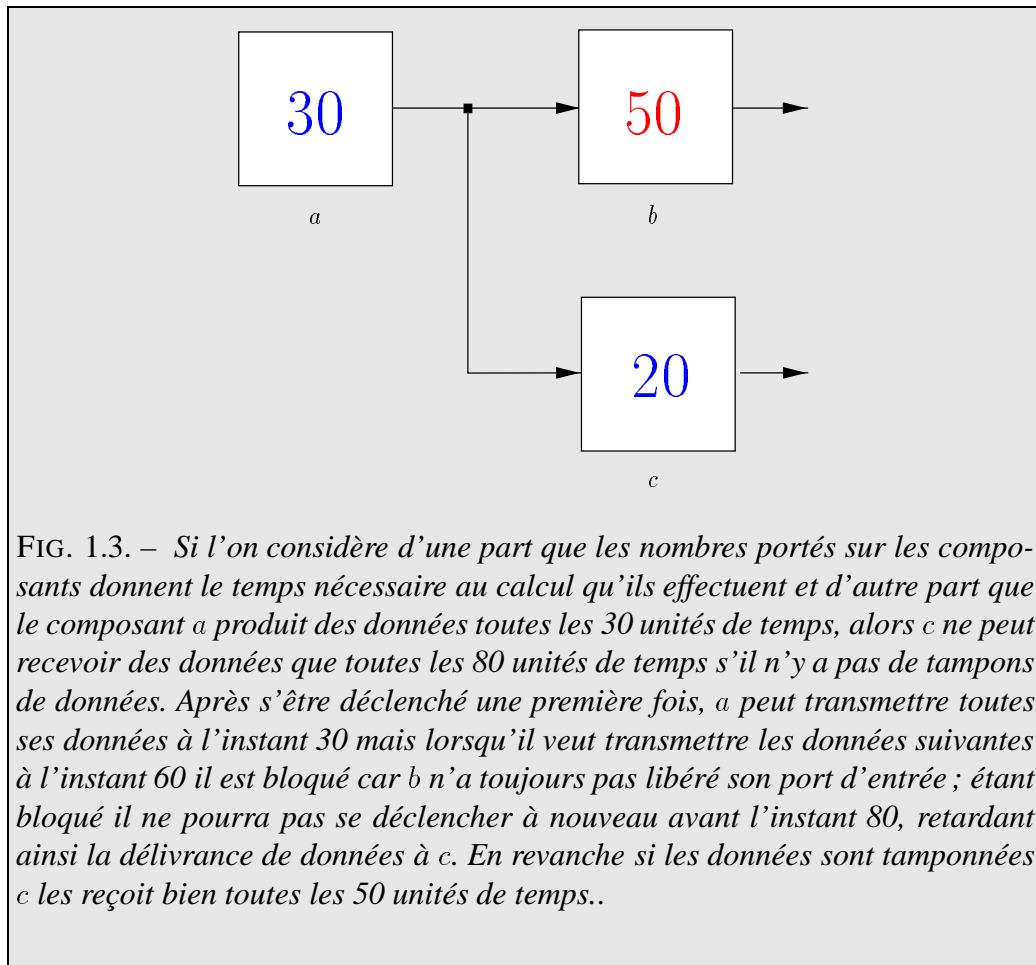 30
50
a
b
20
c
FIG. 1.3. – Si l'on considère d'une part que les nombres portés sur les compo-
sants donnent le temps nécessaire au calcul qu'ils effectuent et d'autre part que
le composant a produit des données toutes les 30 unités de temps, alors c ne peut
recevoir des données que toutes les 80 unités de temps s'il n'y a pas de tampons
de données. Après s'être déclenché une première fois, a peut transmettre toutes
ses données à l'instant 30 mais lorsqu'il veut transmettre les données suivantes
à l'instant 60 il est bloqué car b n'a toujours pas libéré son port d'entrée ; étant
bloqué il ne pourra pas se déclencher à nouveau avant l'instant 80, retardant
ainsi la délivrance de données à c. En revanche si les données sont tamponnées
c les reçoit bien toutes les 50 unités de temps..